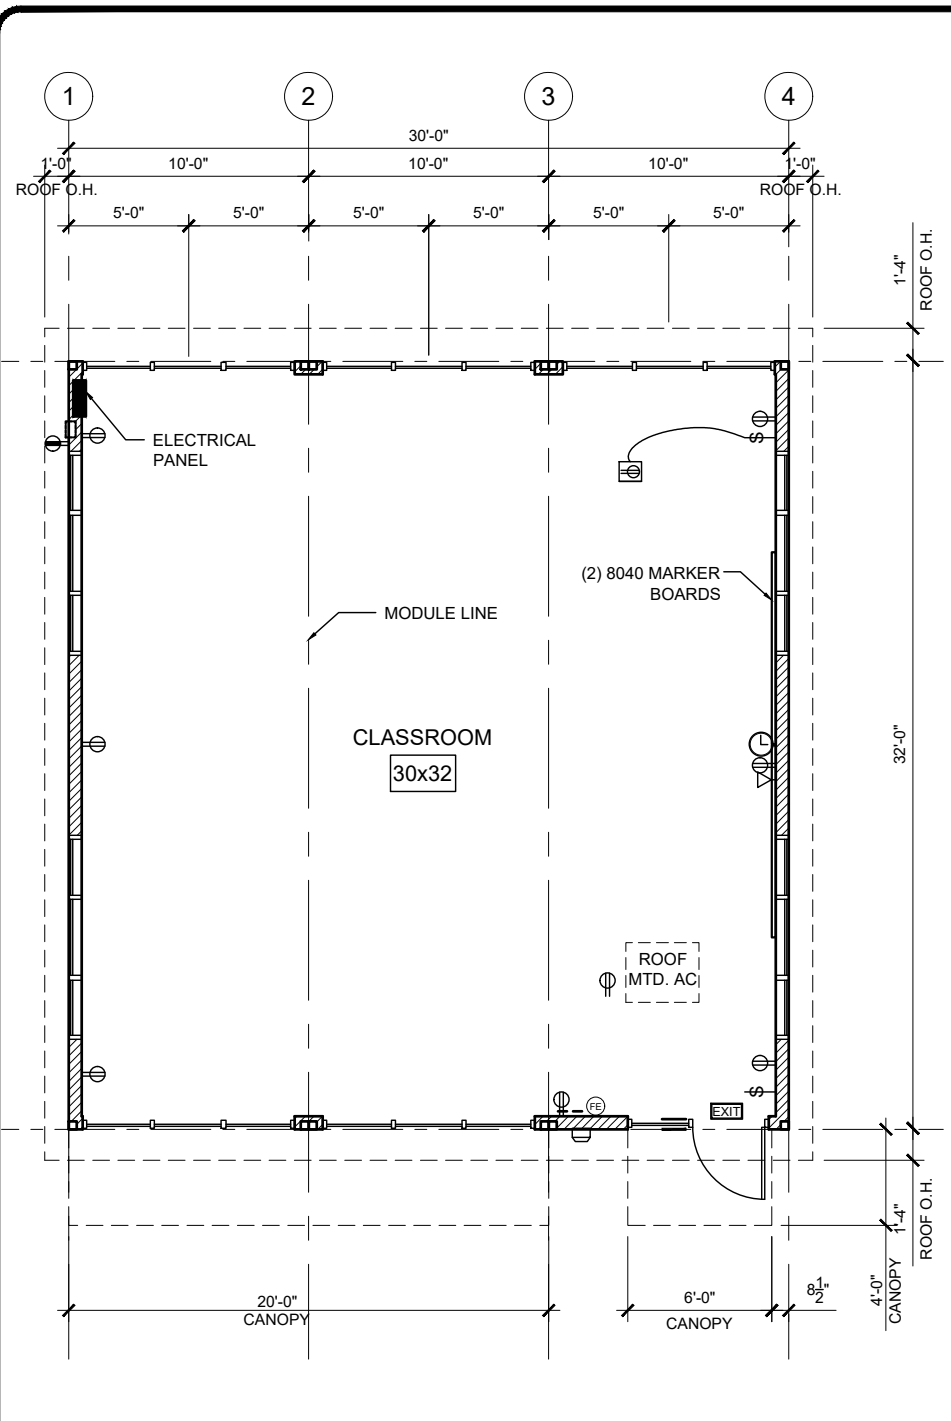 1 2 3 4
30'-0"
1'-0" 10'-0" 10'-0" 10'-0" 1'-0"
ROOF O.H. ROOF O.H.
5'-0" 5'-0" 5'-0" 5'-0" 5'-0" 5'-0"
1'-4"
ROOF O.H.
ELECTRICAL
PANEL
S
(2) 8040 MARKER
BOARDS
MODULE LINE
CLASSROOM
30x32
32'-0"
ROOF
MTD. AC
S
FE
EXIT
1'-4"
ROOF O.H.
4'-0"
CANOPY
20'-0"
CANOPY
6'-0"
CANOPY
8 1/2"